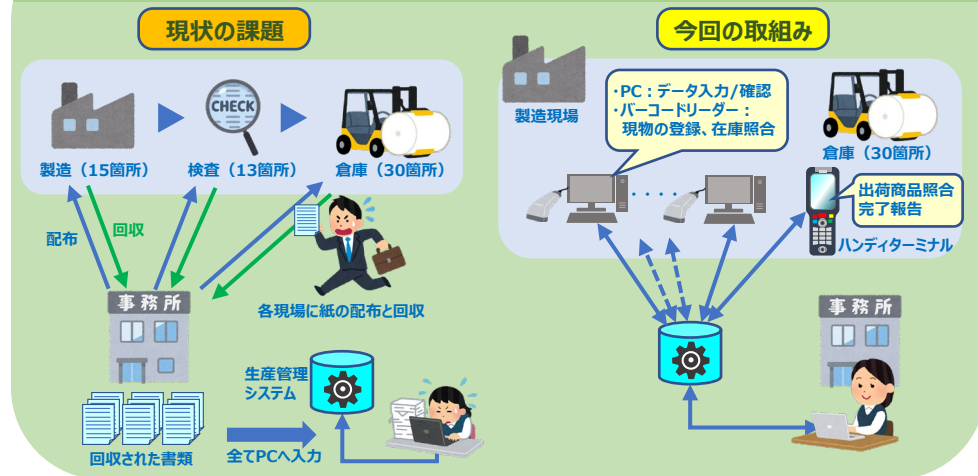 現状の課題
CHECK
製造（15箇所）
検査（13箇所）
倉庫（30箇所）
配布
回収
各現場に紙の配布と回収
事務所
生産管理
システム
回収された書類
全てPCへ入力
今回の取組み
製造現場
・PC：データ入力/確認
・バーコードリーダー：
現物の登録、在庫照合
倉庫（30箇所）
出荷商品照合
完了報告
ハンディターミナル
事務所